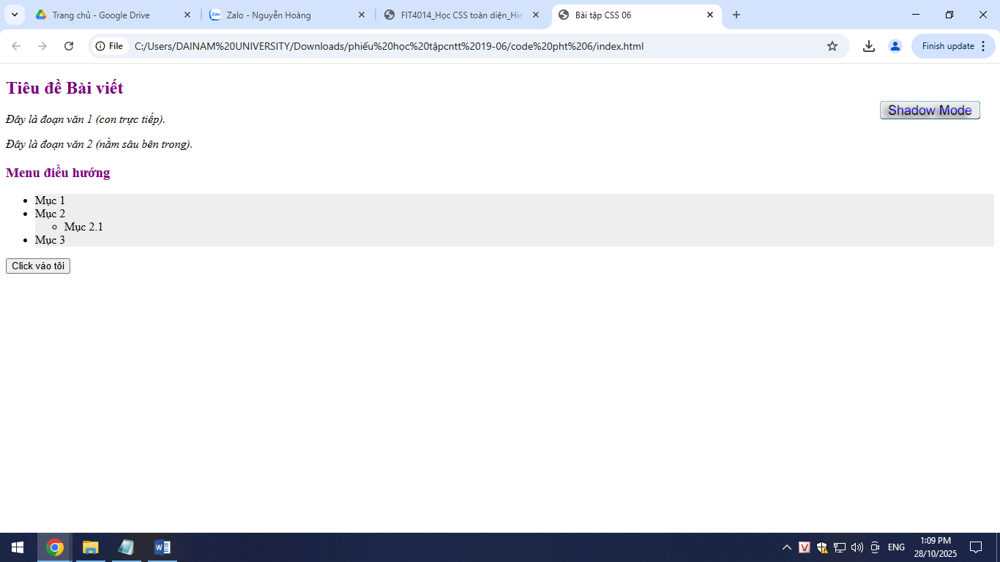 Trang chủ - Google Drive
Zalo - Nguyễn Hoàng
FIT4014_Học CSS toàn diện_Hie
Bài tập CSS 06
File
C:/Users/DAINAM%20UNIVERSITY/Downloads/phiếu%20học%20tậpcntt%2019-06/code%20pht%206/index.html
Finish update
Tiêu đề Bài viết
Shadow Mode
Đây là đoạn văn 1 (con trực tiếp).
Đây là đoạn văn 2 (nằm sâu bên trong).
Menu điều hướng
Mục 1
Mục 2
Mục 2.1
Mục 3
Click vào tôi
ENG
1:09 PM
28/10/2025